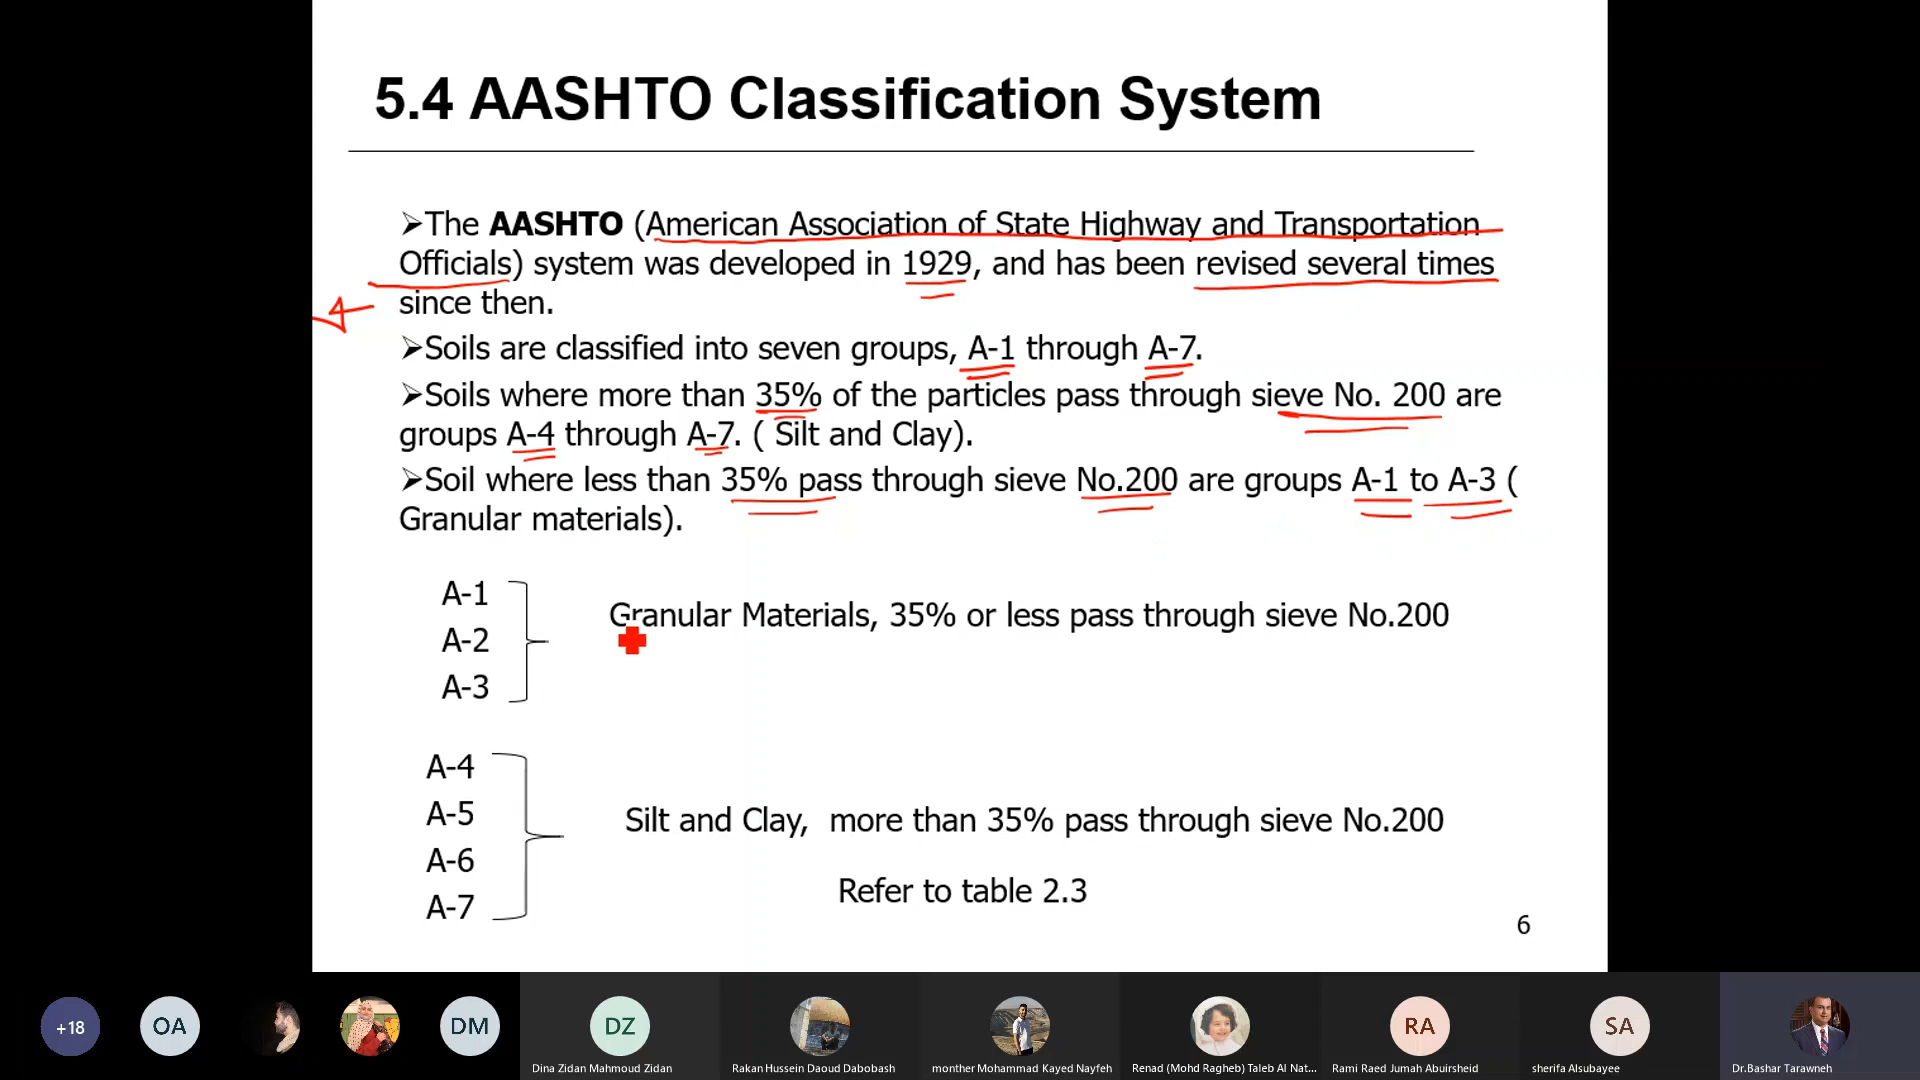 5.4 AASHTO Classification System
➢The AASHTO (American Association of State Highway and Transportation
Officials) system was developed in 1929, and has been revised several times
since then.
➢Soils are classified into seven groups, A-1 through A-7.
➢Soils where more than 35% of the particles pass through sieve No. 200 are
groups A-4 through A-7. ( Silt and Clay).
➢Soil where less than 35% pass through sieve No.200 are groups A-1 to A-3 (
Granular materials).
A-1
A-2
A-3
Granular Materials, 35% or less pass through sieve No.200
A-4
A-5
A-6
A-7
Silt and Clay,  more than 35% pass through sieve No.200
Refer to table 2.3
6
+18
OA
DM
DZ
RA
SA
Dina Zidan Mahmoud Zidan
Rakan Hussein Daoud Dabobash
monther Mohammad Kayed Nayfeh
Renad (Mohd Ragheb) Taleb Al Nat...
Rami Raed Jumah Abuirsheid
sherifa Alsubayee
Dr.Bashar Tarawneh